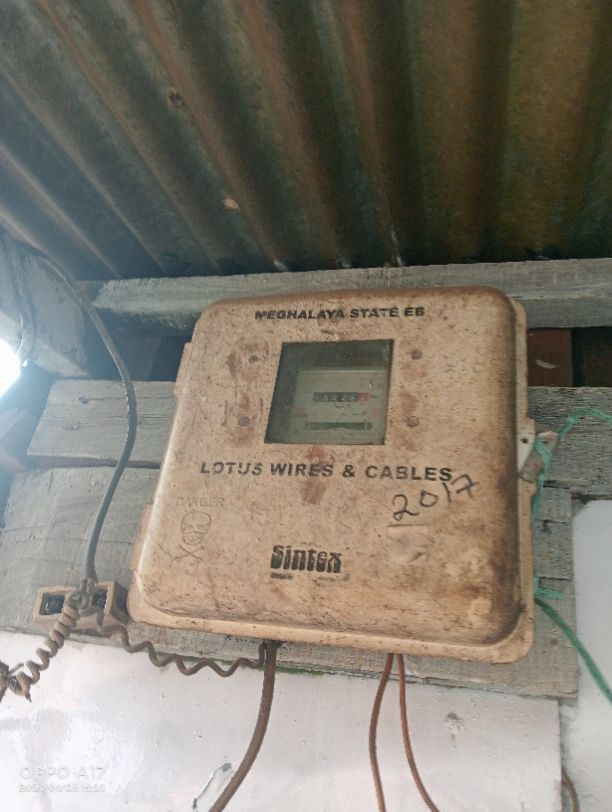 MEGHALAYA STATE EB
LOTUS WIRES & CABLES
2017
DANGER
Sintex
OPPO A17